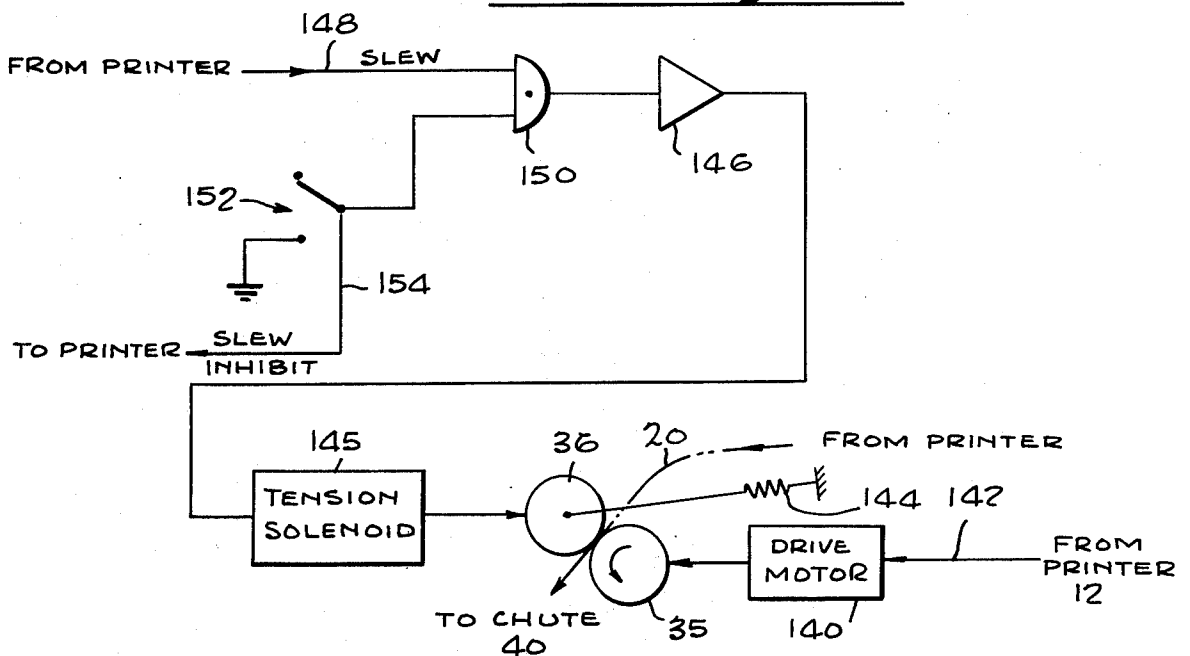 148
FROM PRINTER
SLEW
150
146
152
154
TO PRINTER
SLEW
INHIBIT
145
36
20
FROM PRINTER
TENSION
SOLENOID
144
142
DRIVE
MOTOR
FROM
PRINTER
12
TO CHUTE
40
35
140